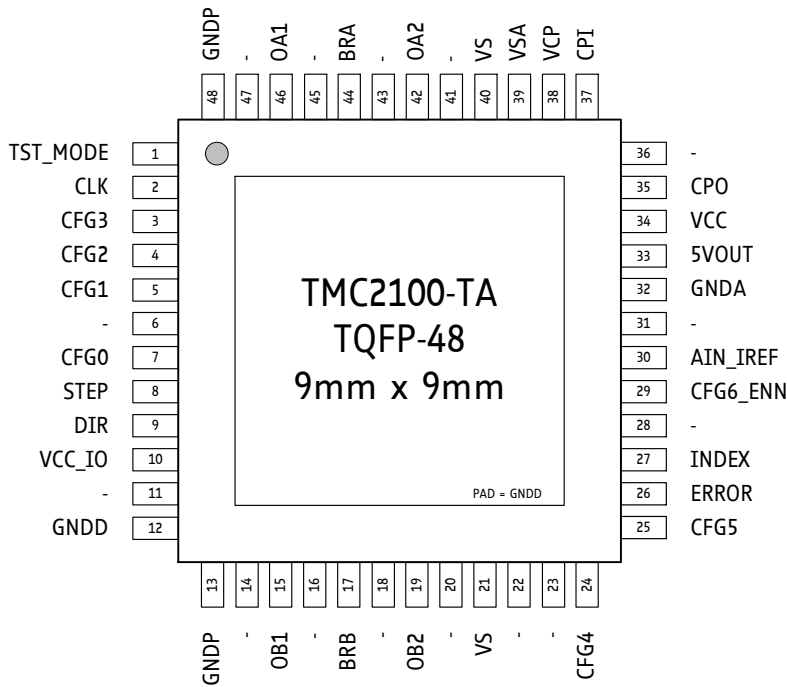 GNDP - OA1 - BRA - OA2 - VS VSA VCP CPI
48 47 46 45 44 43 42 41 40 39 38 37
TST_MODE 1
CLK 2
CFG3 3
CFG2 4
CFG1 5
- 6
CFG0 7
STEP 8
DIR 9
VCC_IO 10
- 11
GNDD 12
TMC2100-TA
TQFP-48
9mm x 9mm
PAD = GNDD
36 -
35 CPO
34 VCC
33 5VOUT
32 GNDA
31 -
30 AIN_IREF
29 CFG6_ENN
28 -
27 INDEX
26 ERROR
25 CFG5
13 14 15 16 17 18 19 20 21 22 23 24
GNDP - OB1 - BRB - OB2 - VS - - CFG4